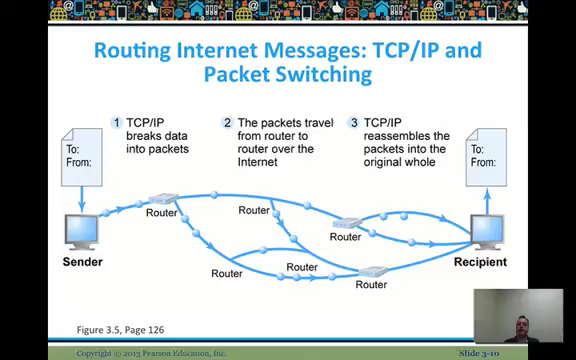 Routing Internet Messages: TCP/IP and
Packet Switching
1 TCP/IP
breaks data
into packets
2 The packets travel
from router to
router over the
Internet
3 TCP/IP
reassembles the
packets into the
original whole
To:
From:
To:
From:
Router
Router
Router
Router
Router
Router
Sender
Recipient
Figure 3.5, Page 126
Copyright © 2013 Pearson Education, Inc.
Slide 3-10